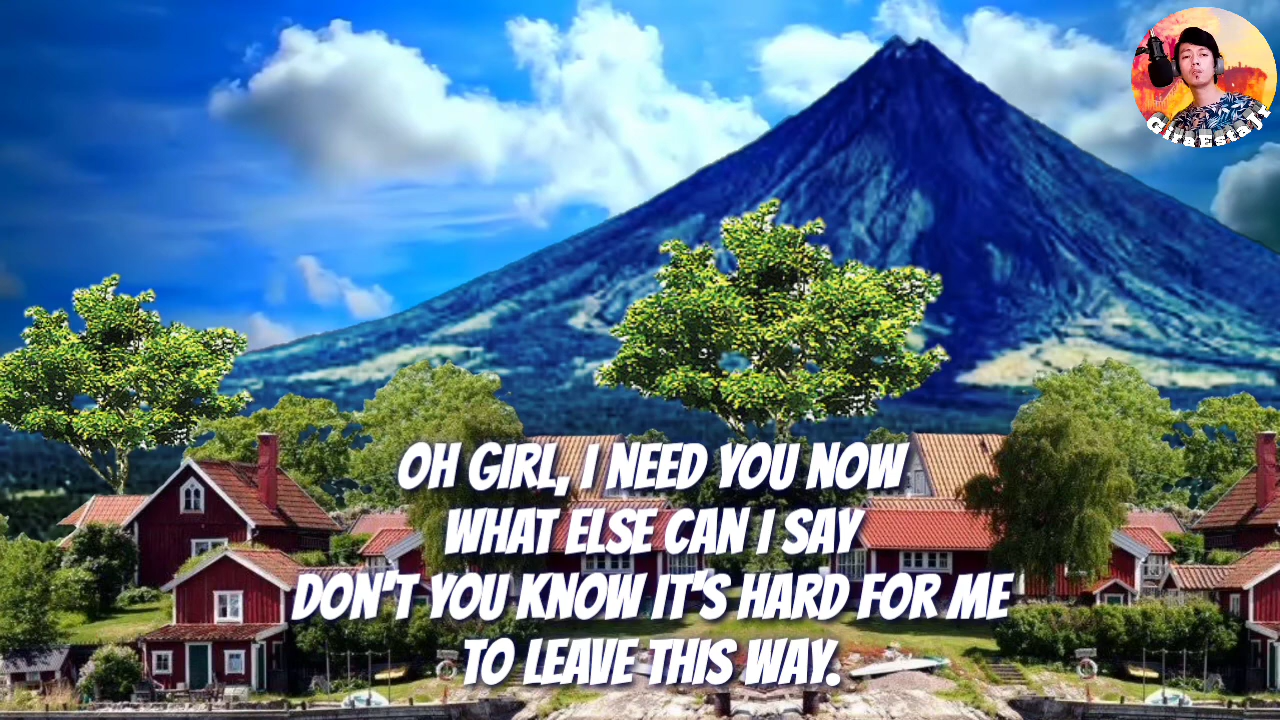 GitaEstaJr
OH GIRL, I NEED YOU NOW
WHAT ELSE CAN I SAY
DON'T YOU KNOW IT'S HARD FOR ME
TO LEAVE THIS WAY.